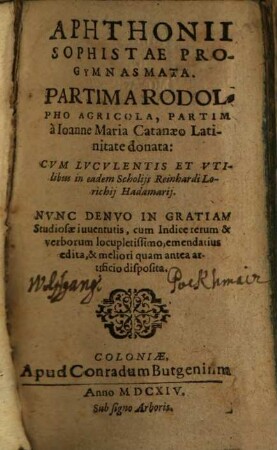 APHTHONII
SOPHISTAE PRO-
GYMNASMATA.
PARTIM A RODOL-
PHO AGRICOLA, PARTIM
à Ioanne Maria Catanæo Lati-
nitate donata:
CVM LVCVLENTIS ET VTI-
libus in eadem Scholijs Reinhardi Lo-
richij Hadamarij.
NVNC DENVO IN GRATIAM
Studiosæ iuuentutis, cum Indice rerum &
verborum locupletissimo, emendatius
edita, & meliori quam antea ar-
tificio disposita.
Wolfgang. Pockhmair
COLONIÆ,
Apud Conradum Butgenium
Anno MDCXIV.
Sub signo Arboris.